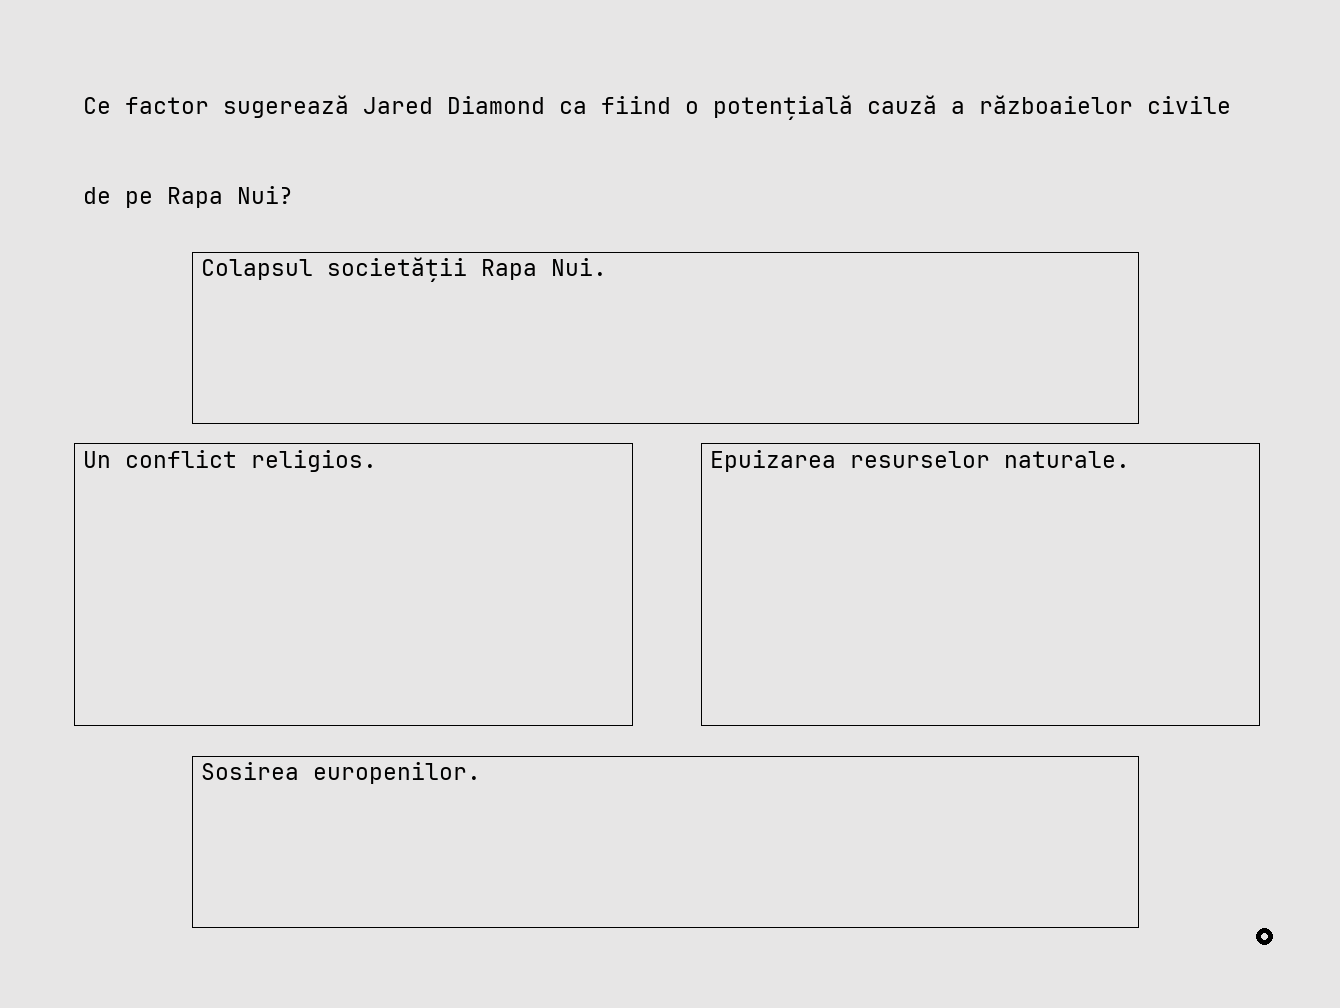 Ce factor sugerează Jared Diamond ca fiind o potențială cauză a războaielor civile
de pe Rapa Nui?
Colapsul societății Rapa Nui.
Un conflict religios.
Epuizarea resurselor naturale.
Sosirea europenilor.